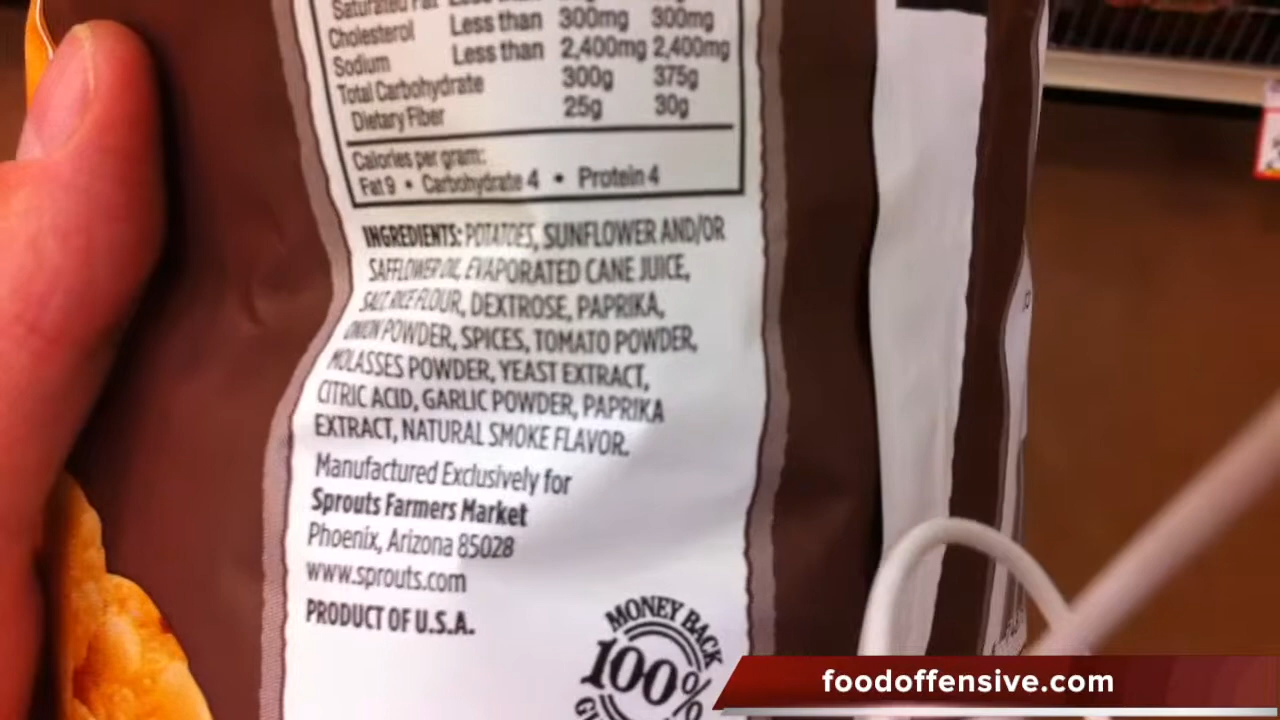 Saturated Fat Less than
Cholesterol Less than 300mg 300mg
Sodium Less than 2,400mg 2,400mg
Total Carbohydrate 300g 375g
Dietary Fiber 25g 30g
Calories per gram:
Fat 9 • Carbohydrate 4 • Protein 4
INGREDIENTS: POTATOES, SUNFLOWER AND/OR
SAFFLOWER OIL, EVAPORATED CANE JUICE,
SALT, RICE FLOUR, DEXTROSE, PAPRIKA,
ONION POWDER, SPICES, TOMATO POWDER,
MOLASSES POWDER, YEAST EXTRACT,
CITRIC ACID, GARLIC POWDER, PAPRIKA
EXTRACT, NATURAL SMOKE FLAVOR.
Manufactured Exclusively for
Sprouts Farmers Market
Phoenix, Arizona 85028
www.sprouts.com
PRODUCT OF U.S.A.
MONEY BACK
100%
foodoffensive.com